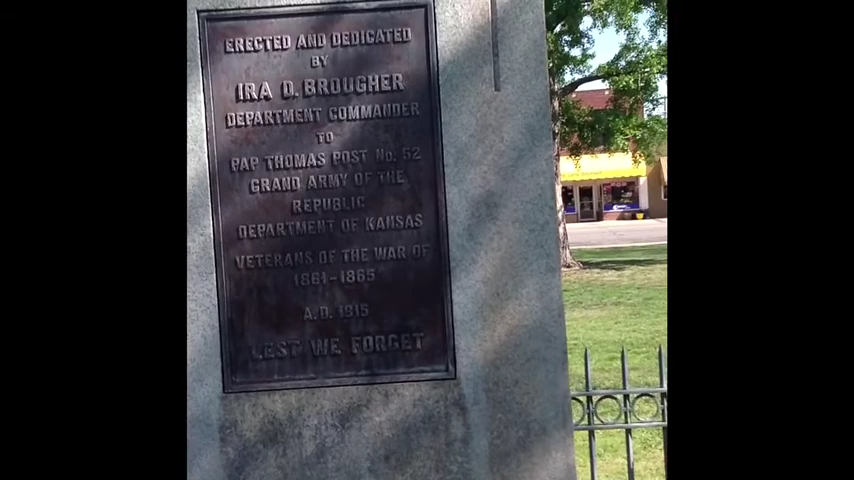 ERECTED AND DEDICATED
BY
IRA D. BROUGHER
DEPARTMENT COMMANDER
TO
PAP THOMAS POST No. 52
GRAND ARMY OF THE
REPUBLIC
DEPARTMENT OF KANSAS
VETERANS OF THE WAR OF
1861-1865
A.D. 1915
LEST WE FORGET